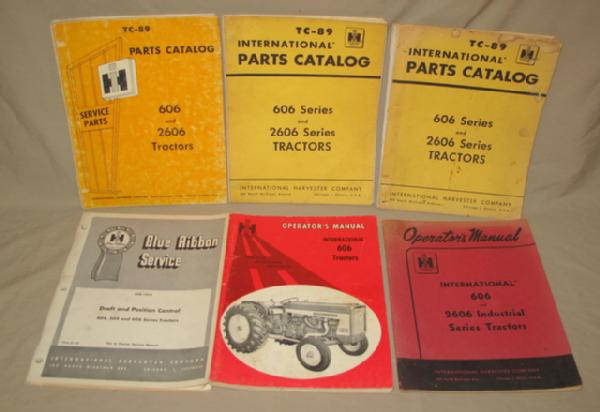 TC-89
PARTS CATALOG
IH
SERVICE
PARTS
606
and
2606
Tractors
TC-89
INTERNATIONAL
PARTS CATALOG
606 Series
and
2606 Series
TRACTORS
INTERNATIONAL HARVESTER COMPANY
TC-89
INTERNATIONAL
PARTS CATALOG
606 Series
and
2606 Series
TRACTORS
INTERNATIONAL HARVESTER COMPANY
Blue Ribbon
Service
Draft and Position Control
INTERNATIONAL HARVESTER COMPANY
OPERATOR'S MANUAL
INTERNATIONAL
606
Tractors
Operator's Manual
INTERNATIONAL
606
and
2606 Industrial
Series Tractors
INTERNATIONAL HARVESTER COMPANY